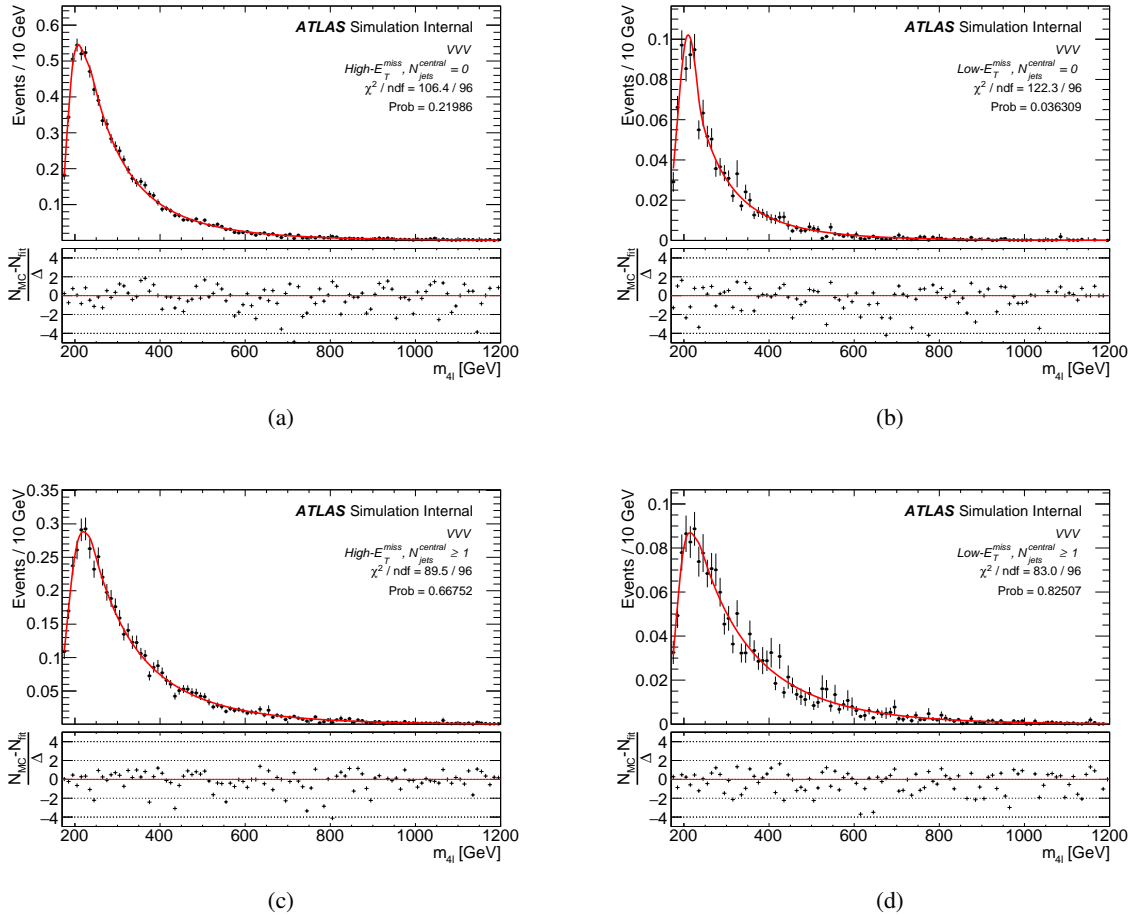 ATLAS Simulation Internal
VVV
High-E_T^miss, N_jets^central = 0
χ² / ndf = 106.4 / 96
Prob = 0.21986
Events / 10 GeV
0.6
0.5
0.4
0.3
0.2
0.1
N_MC-N_fit
Δ
4
2
0
−2
−4
200 400 600 800 1000 1200
m_4l [GeV]
(a)
ATLAS Simulation Internal
VVV
Low-E_T^miss, N_jets^central = 0
χ² / ndf = 122.3 / 96
Prob = 0.036309
Events / 10 GeV
0.1
0.08
0.06
0.04
0.02
0
N_MC-N_fit
Δ
4
2
0
−2
−4
200 400 600 800 1000 1200
m_4l [GeV]
(b)
ATLAS Simulation Internal
VVV
High-E_T^miss, N_jets^central ≥ 1
χ² / ndf = 89.5 / 96
Prob = 0.66752
Events / 10 GeV
0.35
0.3
0.25
0.2
0.15
0.1
0.05
N_MC-N_fit
Δ
4
2
0
−2
−4
200 400 600 800 1000 1200
m_4l [GeV]
(c)
ATLAS Simulation Internal
VVV
Low-E_T^miss, N_jets^central ≥ 1
χ² / ndf = 83.0 / 96
Prob = 0.82507
Events / 10 GeV
0.1
0.08
0.06
0.04
0.02
0
N_MC-N_fit
Δ
4
2
0
−2
−4
200 400 600 800 1000 1200
m_4l [GeV]
(d)